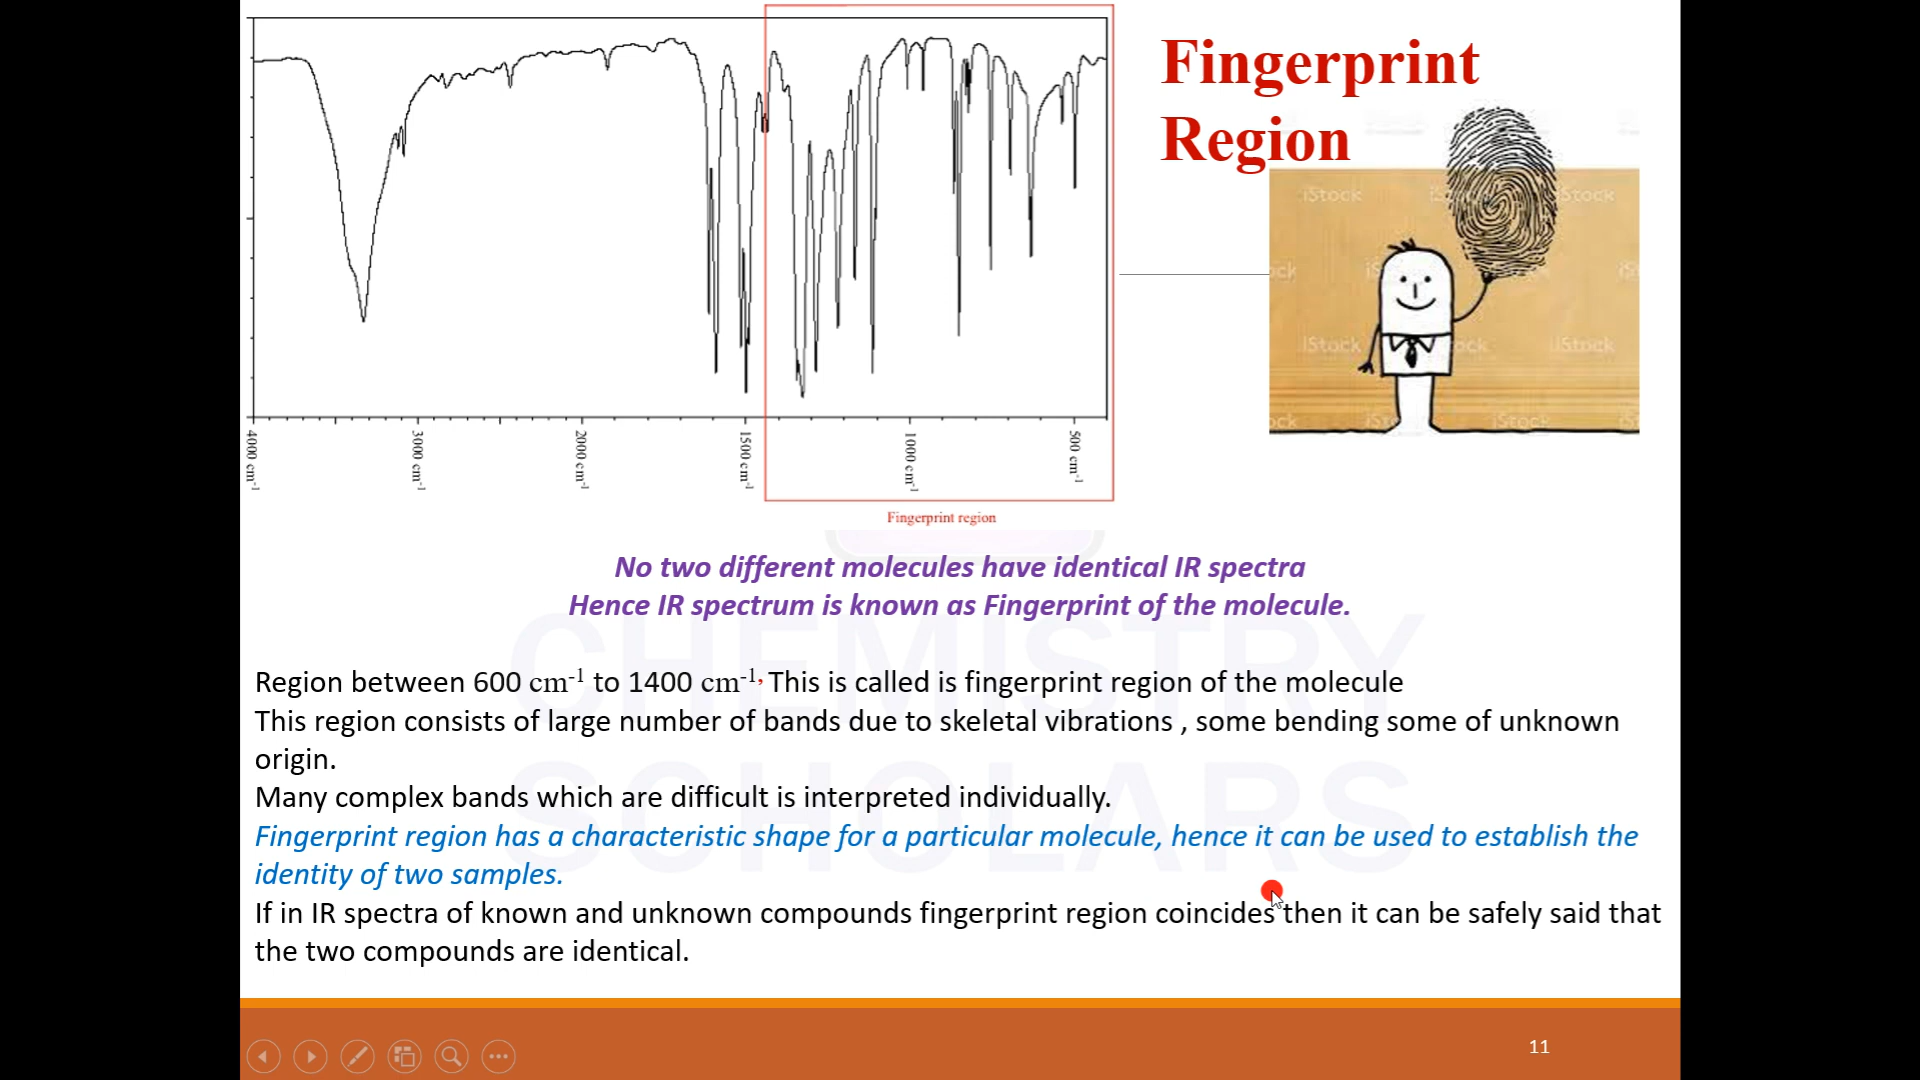 Fingerprint
Region
4000 cm-1
3000 cm-1
2000 cm-1
1500 cm-1
1000 cm-1
500 cm-1
Fingerprint region
iStock
No two different molecules have identical IR spectra
Hence IR spectrum is known as Fingerprint of the molecule.
CHEMISTRY
SCHOLARS
Region between 600 cm-1 to 1400 cm-1, This is called is fingerprint region of the molecule
This region consists of large number of bands due to skeletal vibrations , some bending some of unknown
origin.
Many complex bands which are difficult is interpreted individually.
Fingerprint region has a characteristic shape for a particular molecule, hence it can be used to establish the
identity of two samples.
If in IR spectra of known and unknown compounds fingerprint region coincides then it can be safely said that
the two compounds are identical.
11